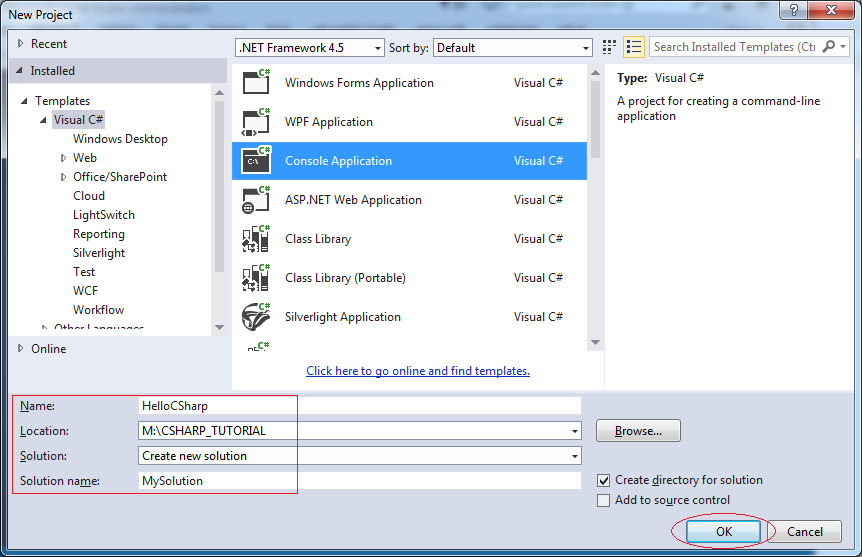 New Project
Recent
Installed
Templates
Visual C#
Windows Desktop
Web
Office/SharePoint
Cloud
LightSwitch
Reporting
Silverlight
Test
WCF
Workflow
Other Languages
Online
.NET Framework 4.5
Sort by: Default
Search Installed Templates (Ctr
Windows Forms Application Visual C#
WPF Application Visual C#
Console Application Visual C#
ASP.NET Web Application Visual C#
Class Library Visual C#
Class Library (Portable) Visual C#
Silverlight Application Visual C#
Click here to go online and find templates.
Type: Visual C#
A project for creating a command-line
application
Name: HelloCSharp
Location: M:\CSHARP_TUTORIAL
Browse...
Solution: Create new solution
Solution name: MySolution
Create directory for solution
Add to source control
OK
Cancel